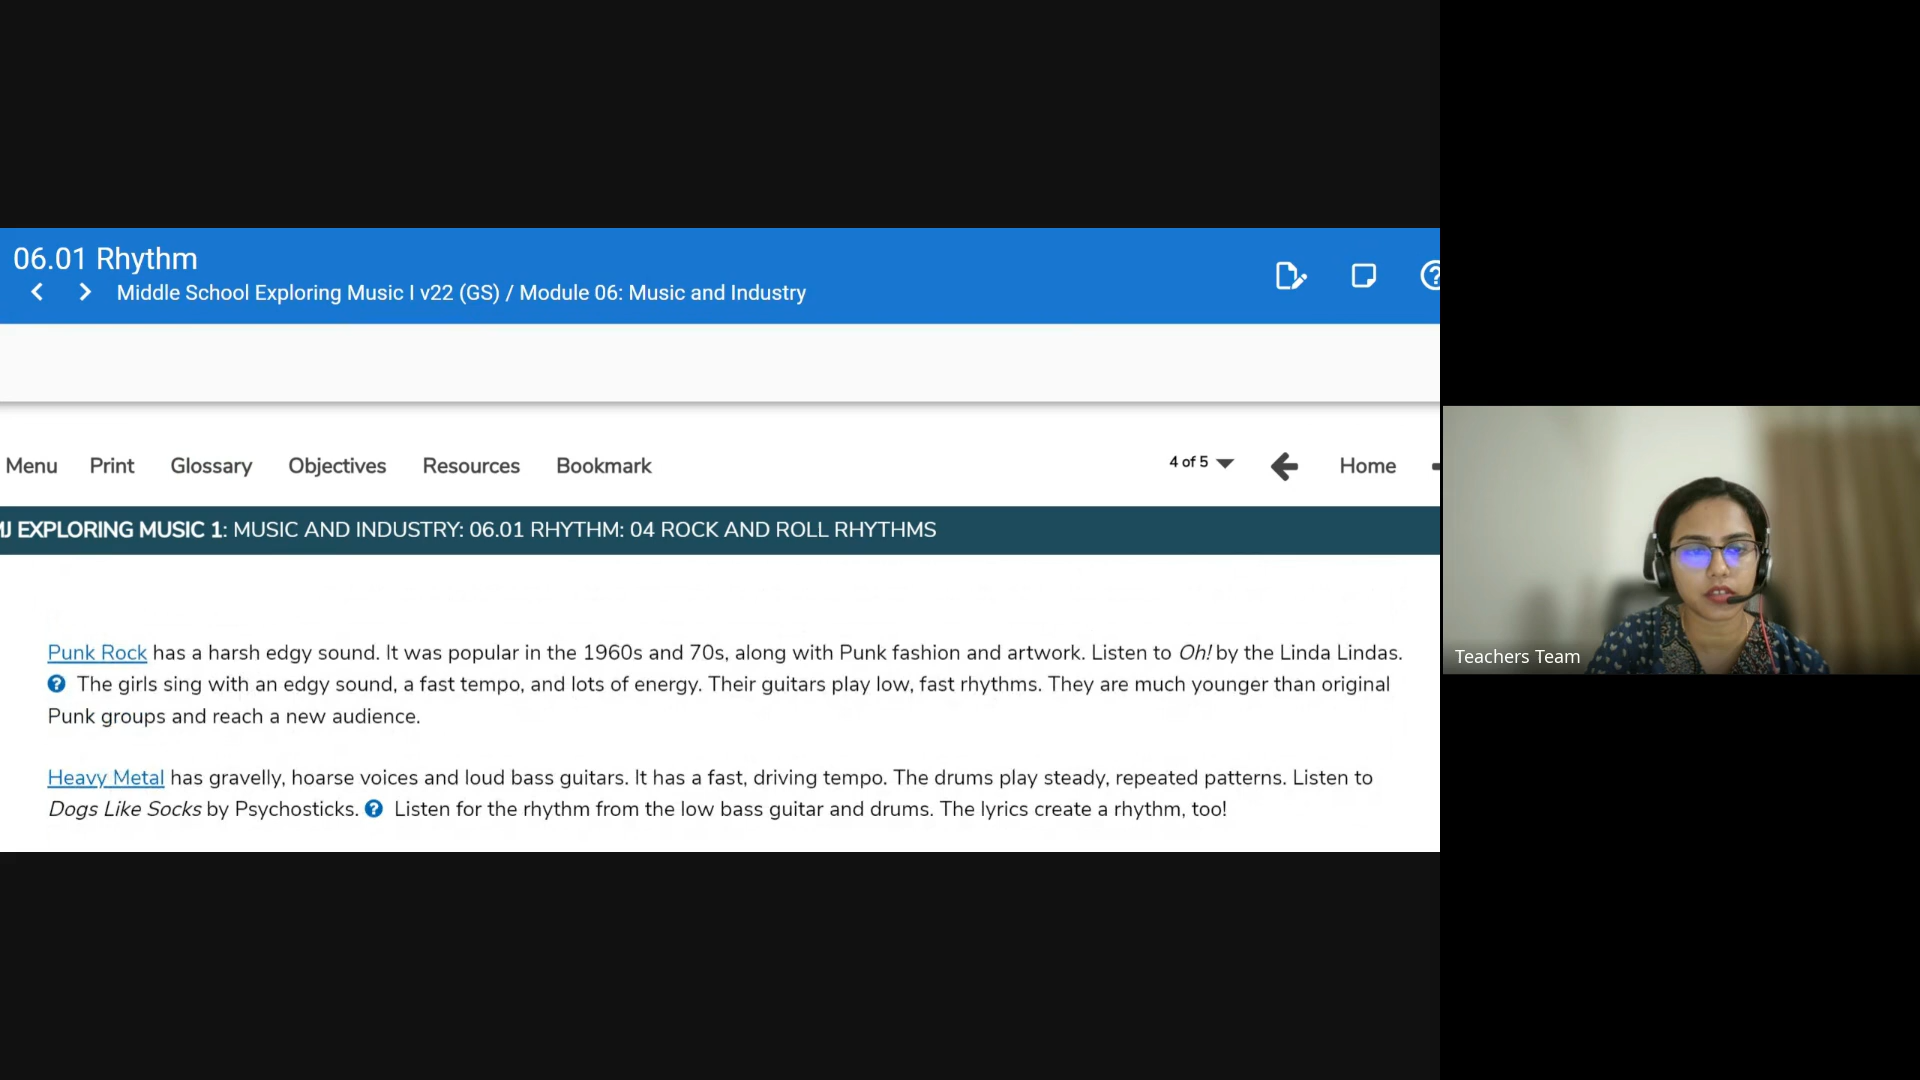 06.01 Rhythm
Middle School Exploring Music I v22 (GS) / Module 06: Music and Industry
Menu Print Glossary Objectives Resources Bookmark 4 of 5 Home
MJ EXPLORING MUSIC 1: MUSIC AND INDUSTRY: 06.01 RHYTHM: 04 ROCK AND ROLL RHYTHMS
Punk Rock has a harsh edgy sound. It was popular in the 1960s and 70s, along with Punk fashion and artwork. Listen to Oh! by the Linda Lindas.
? The girls sing with an edgy sound, a fast tempo, and lots of energy. Their guitars play low, fast rhythms. They are much younger than original
Punk groups and reach a new audience.
Heavy Metal has gravelly, hoarse voices and loud bass guitars. It has a fast, driving tempo. The drums play steady, repeated patterns. Listen to
Dogs Like Socks by Psychosticks. ? Listen for the rhythm from the low bass guitar and drums. The lyrics create a rhythm, too!
Teachers Team